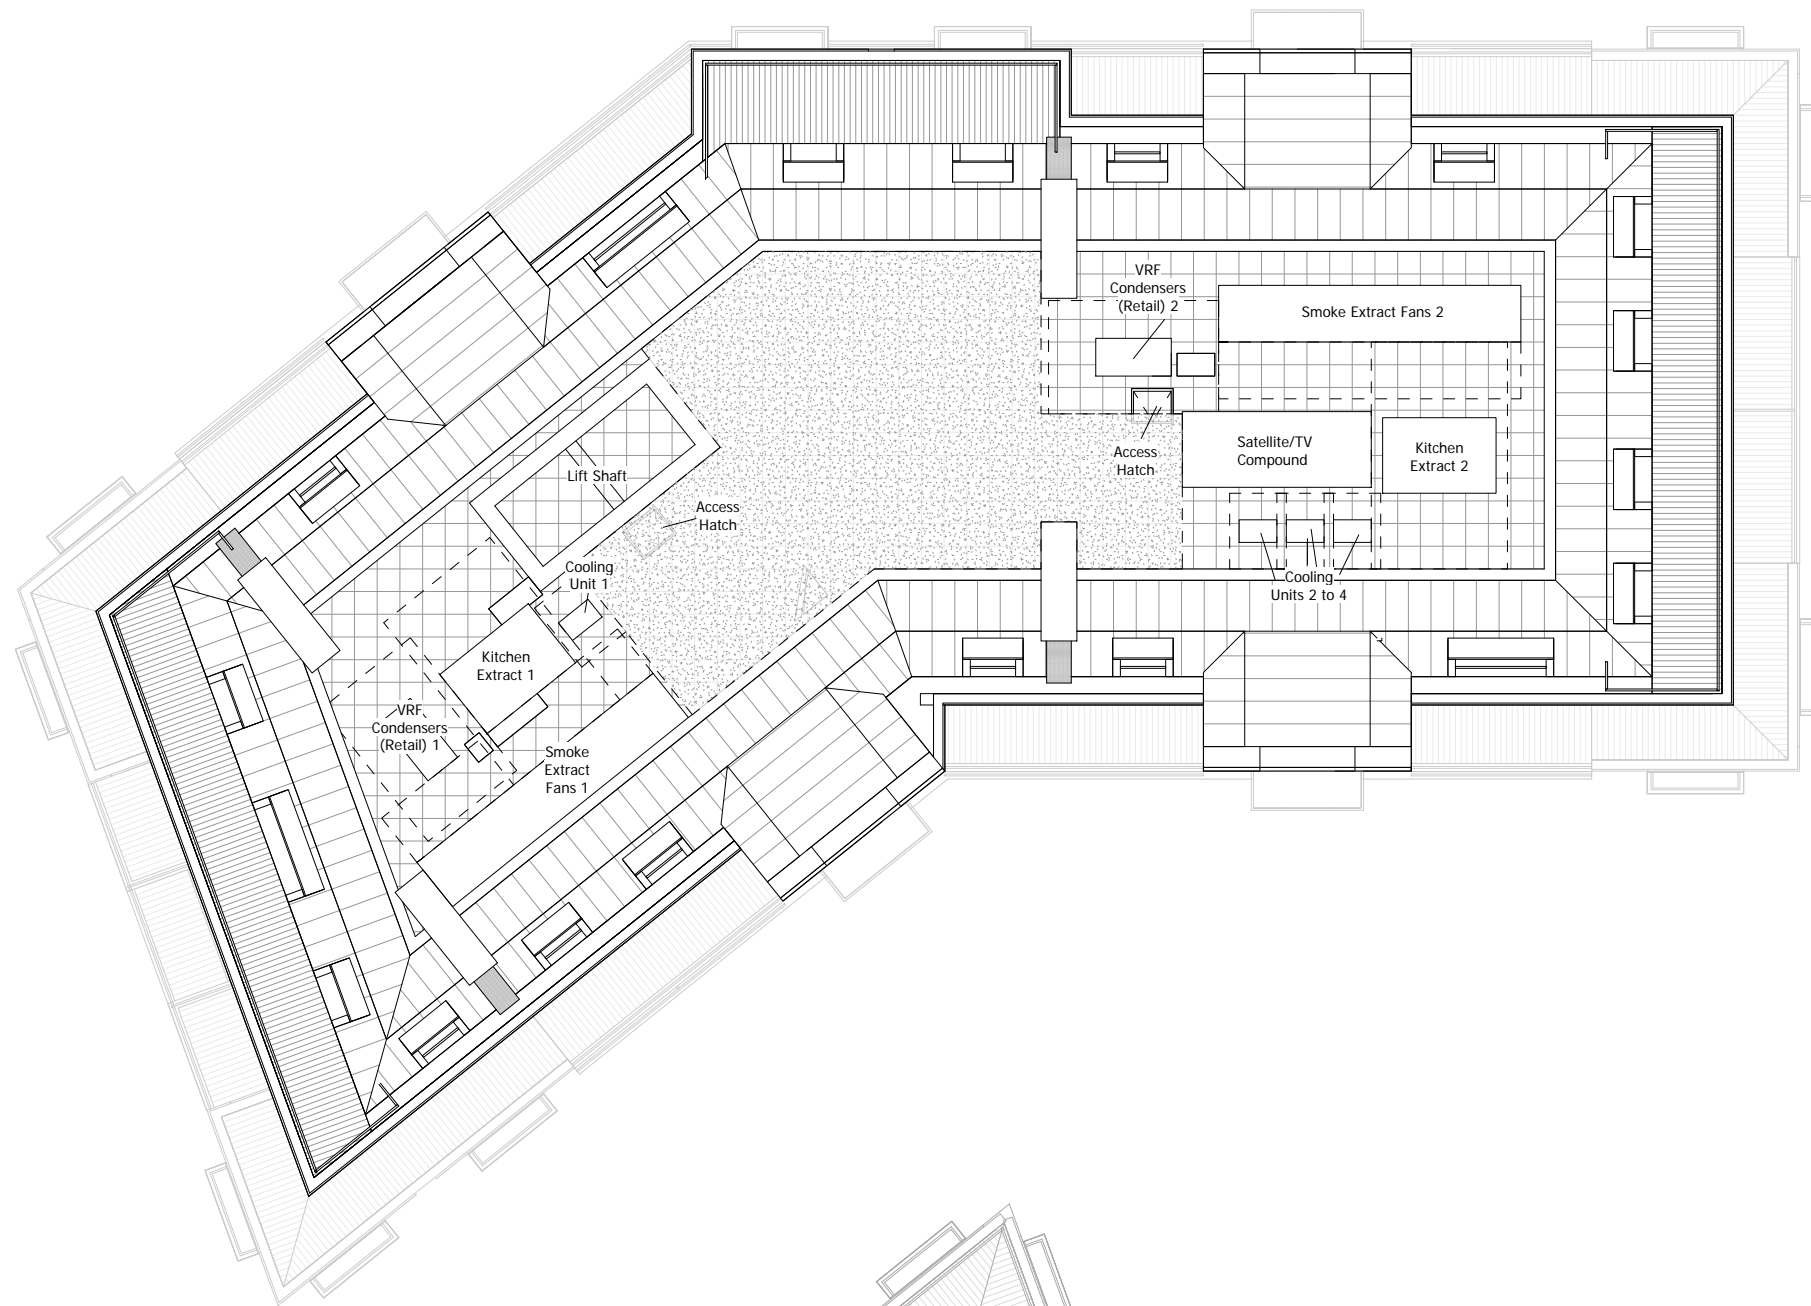 VRF
Condensers
(Retail) 2
Smoke Extract Fans 2
Satellite/TV
Compound
Kitchen
Extract 2
Access
Hatch
Lift Shaft
Access
Hatch
Cooling
Unit 1
Cooling
Units 2 to 4
Kitchen
Extract 1
VRF
Condensers
(Retail) 1
Smoke
Extract
Fans 1